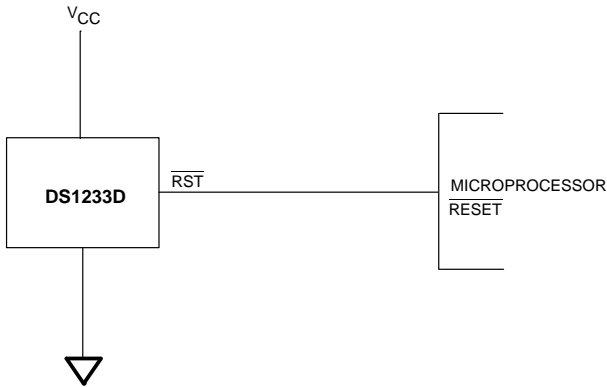 VCC
DS1233D
RST
MICROPROCESSOR
RESET